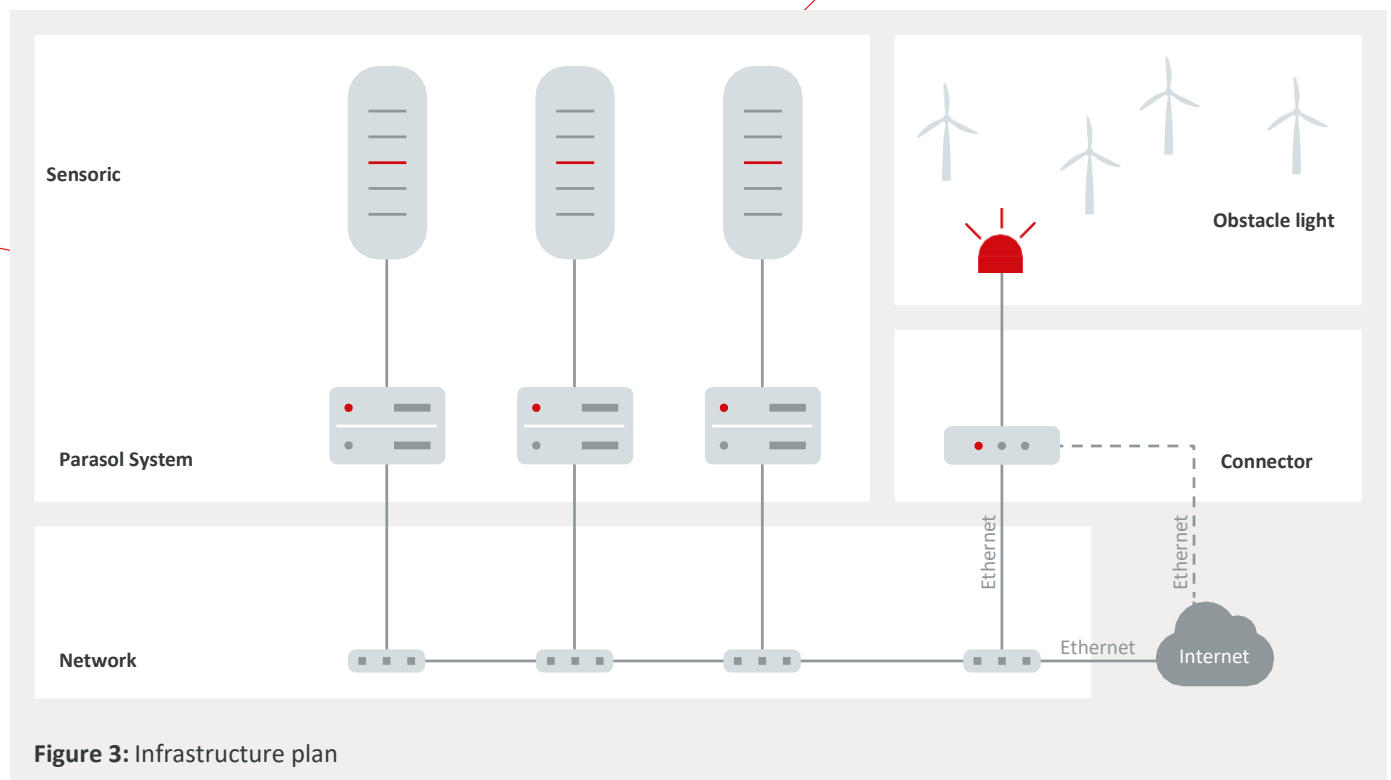 Sensoric
Obstacle light
Parasol System
Connector
Ethernet
Ethernet
Network
Ethernet
Internet
Figure 3: Infrastructure plan